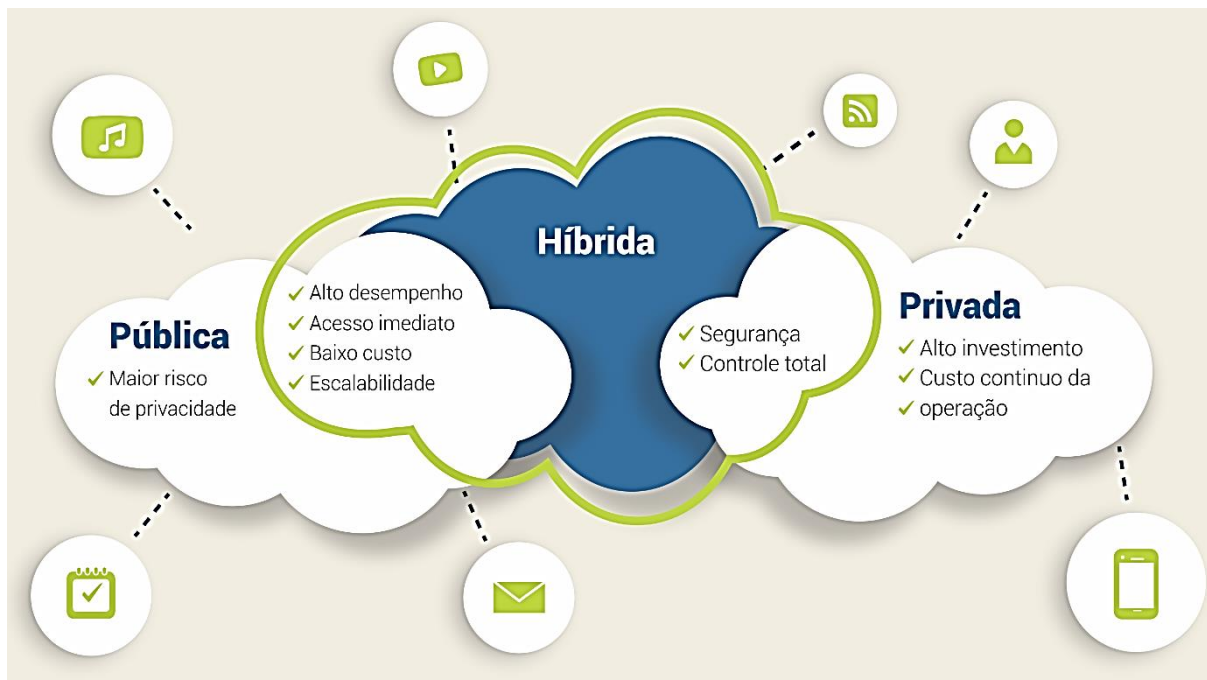 Híbrida
Pública
Maior risco
de privacidade
Alto desempenho
Acesso imediato
Baixo custo
Escalabilidade
Segurança
Controle total
Privada
Alto investimento
Custo continuo da
operação